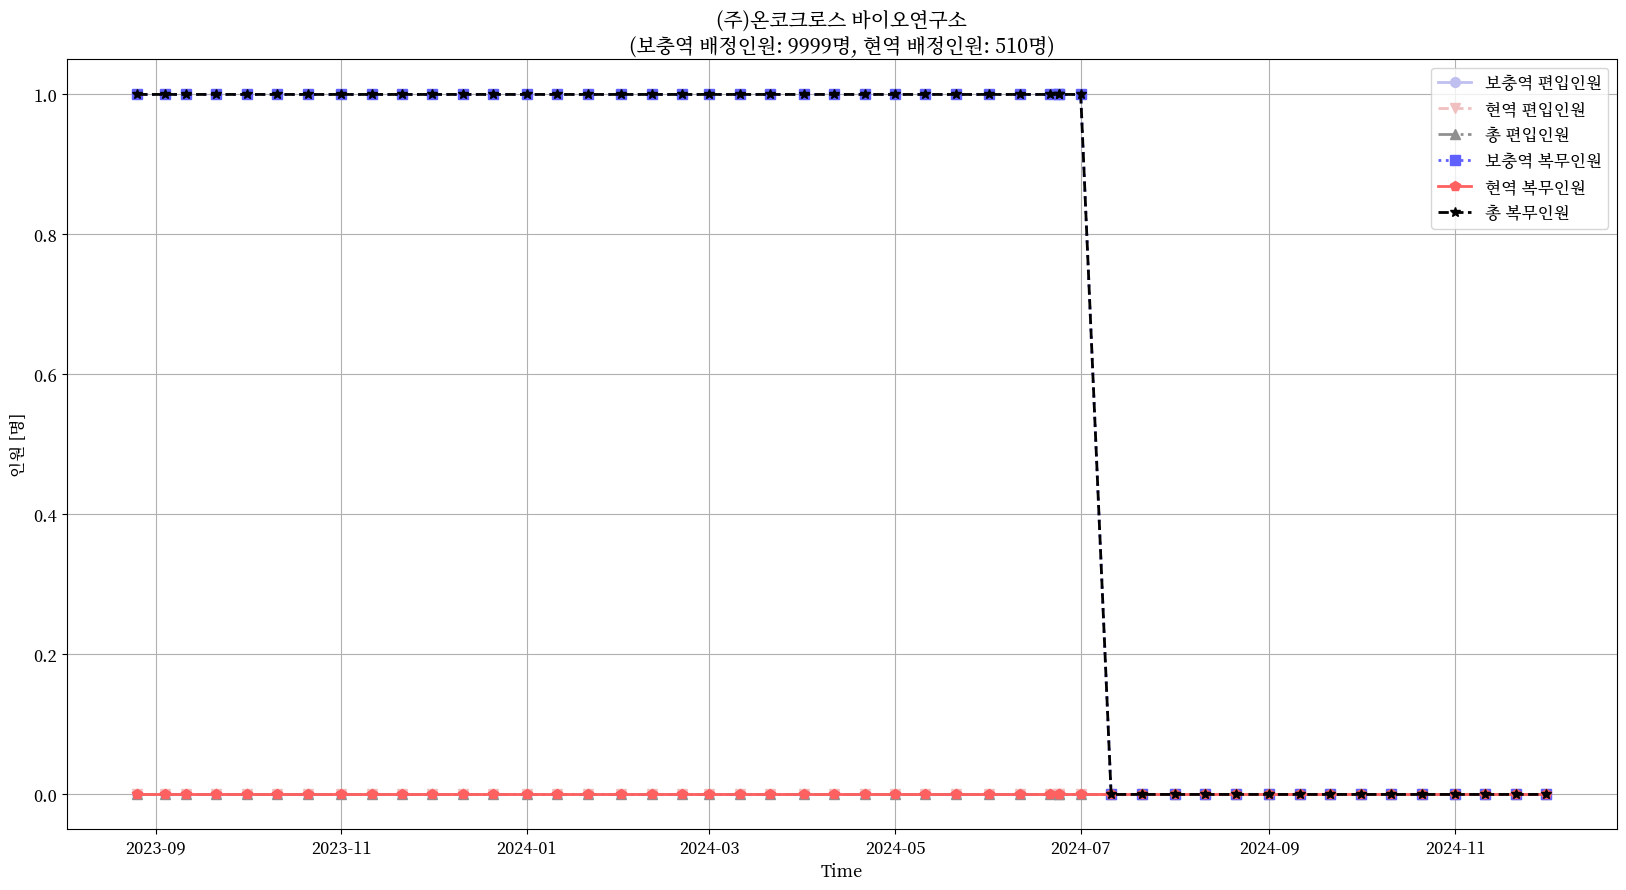 (주)온코크로스 바이오연구소
(보충역 배정인원: 9999명, 현역 배정인원: 510명)
보충역 편입인원
현역 편입인원
총 편입인원
보충역 복무인원
현역 복무인원
총 복무인원
1.0
0.8
0.6
0.4
0.2
0.0
인원 [명]
2023-09 2023-11 2024-01 2024-03 2024-05 2024-07 2024-09 2024-11
Time